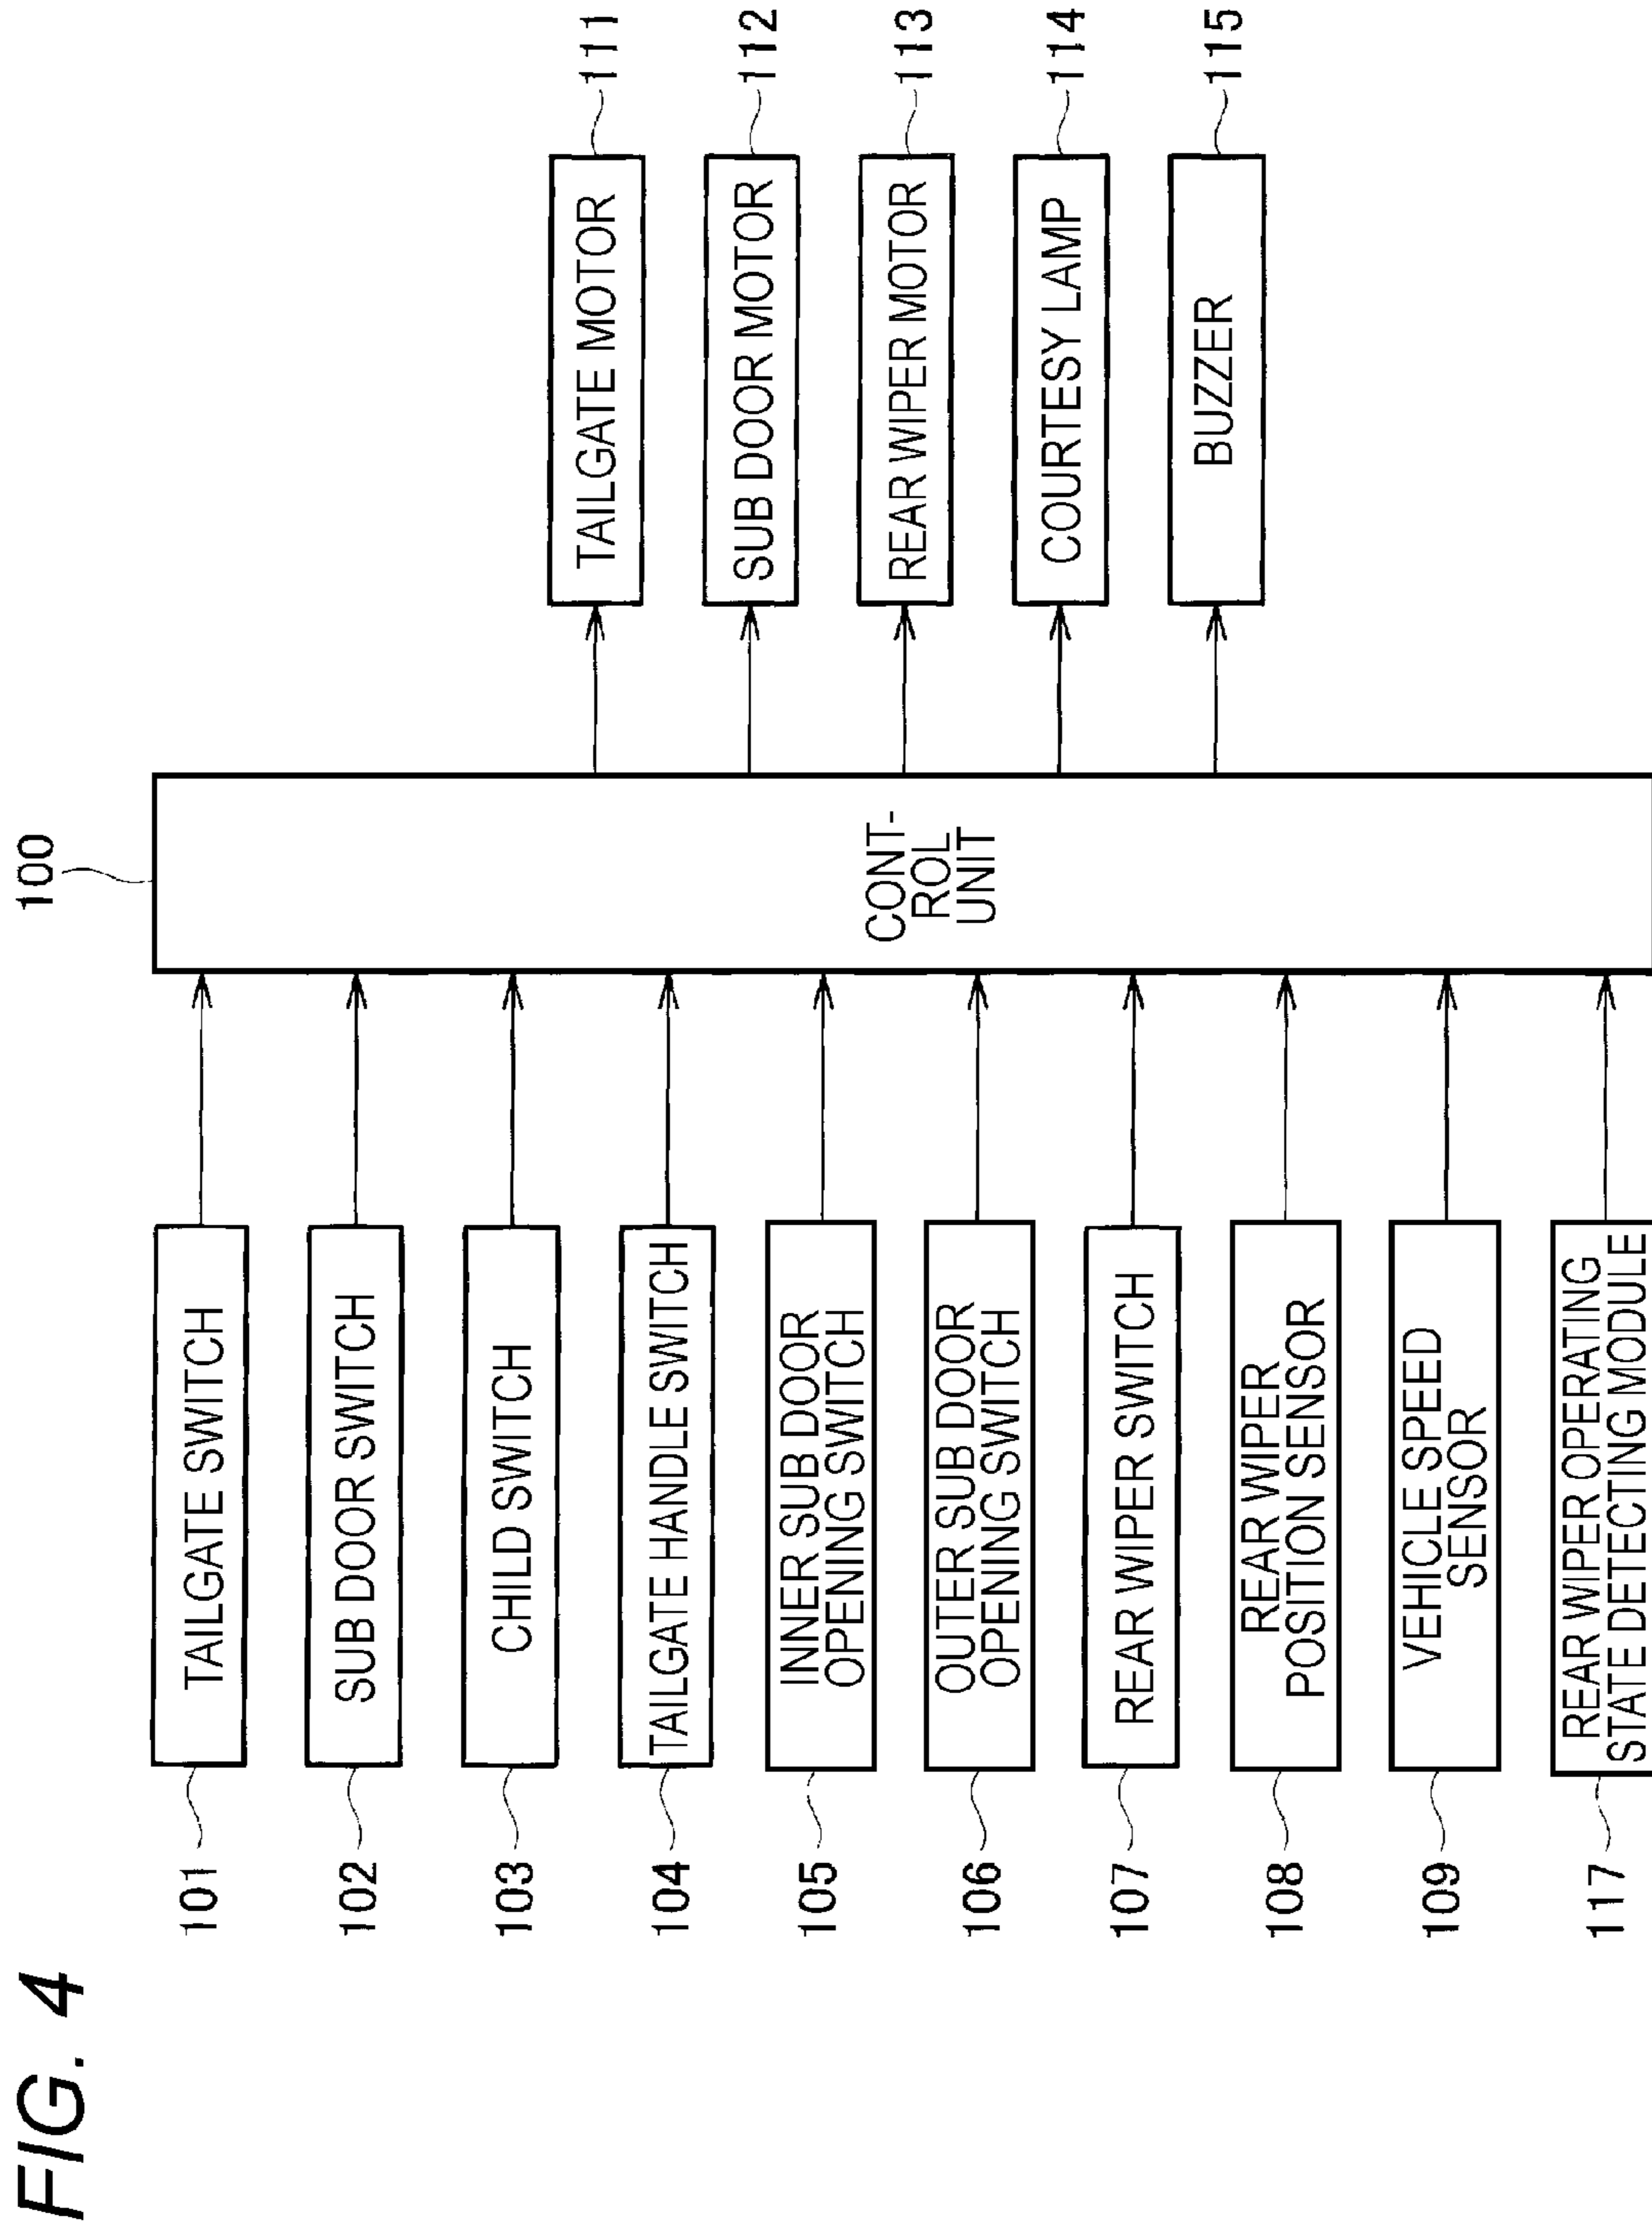 FIG. 4
100
101
TAILGATE SWITCH
102
SUB DOOR SWITCH
103
CHILD SWITCH
104
TAILGATE HANDLE SWITCH
105
INNER SUB DOOR
OPENING SWITCH
106
OUTER SUB DOOR
OPENING SWITCH
107
REAR WIPER SWITCH
108
REAR WIPER
POSITION SENSOR
109
VEHICLE SPEED
SENSOR
117
REAR WIPER OPERATING
STATE DETECTING MODULE
CONT-
ROL
UNIT
TAILGATE MOTOR
111
SUB DOOR MOTOR
112
REAR WIPER MOTOR
113
COURTESY LAMP
114
BUZZER
115